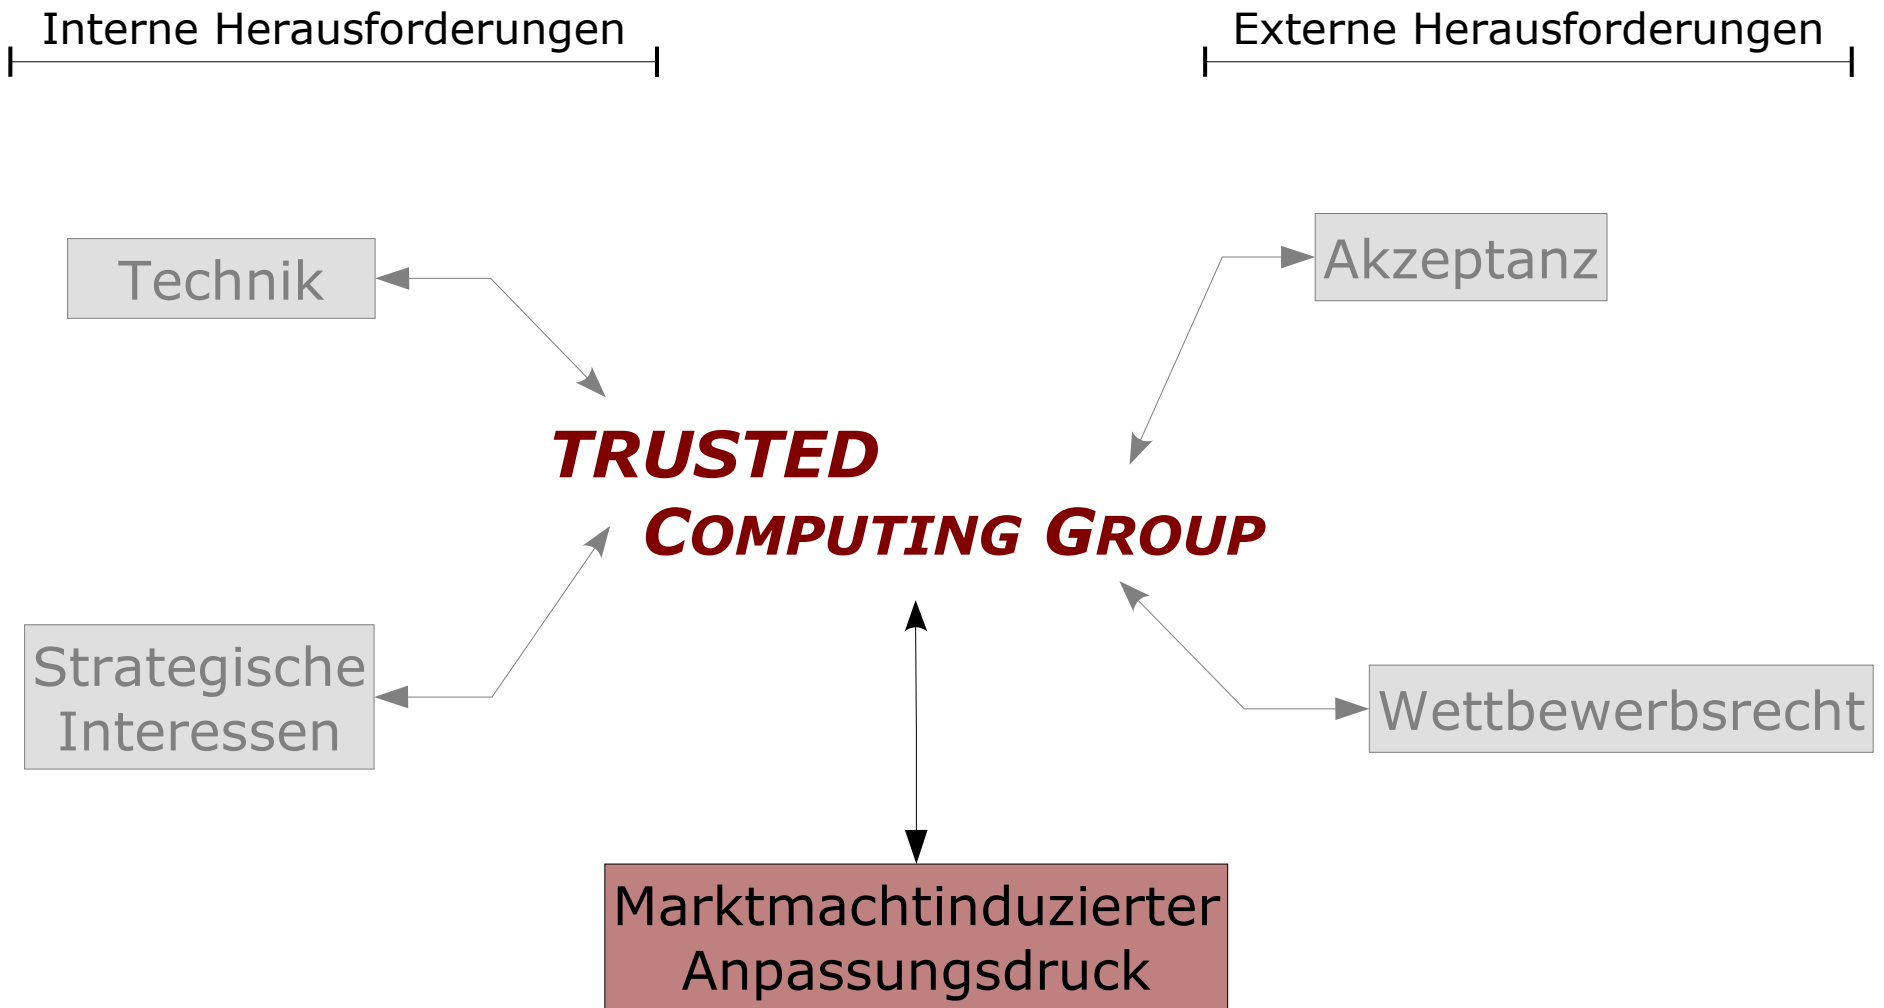 Interne Herausforderungen
Externe Herausforderungen
Technik
Akzeptanz
TRUSTED
COMPUTING GROUP
Strategische
Interessen
Wettbewerbsrecht
Marktmachtinduzierter
Anpassungsdruck